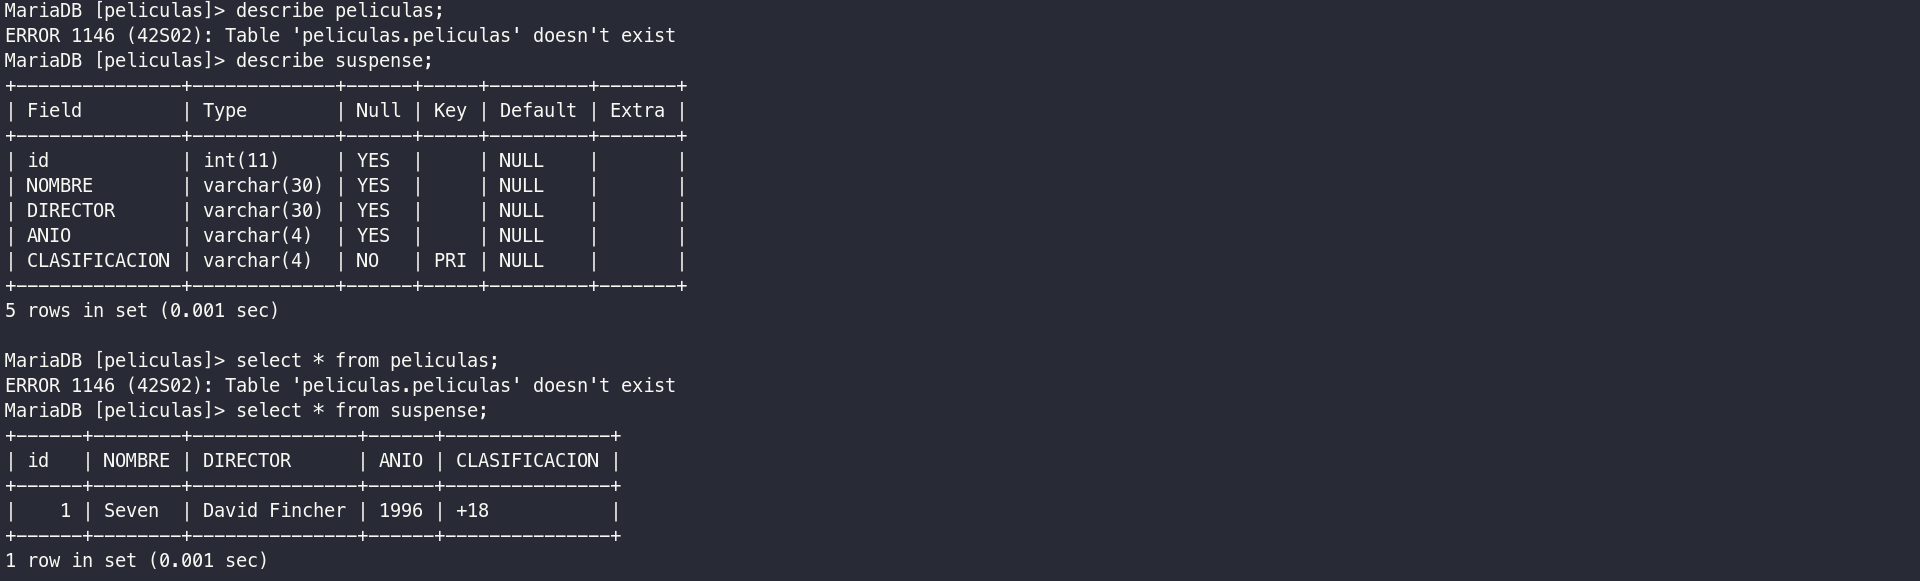 MariaDB [peliculas]> describe peliculas;
ERROR 1146 (42S02): Table 'peliculas.peliculas' doesn't exist
MariaDB [peliculas]> describe suspense;
+---------------+-------------+------+-----+---------+-------+
| Field         | Type        | Null | Key | Default | Extra |
+---------------+-------------+------+-----+---------+-------+
| id            | int(11)     | YES  |     | NULL    |       |
| NOMBRE        | varchar(30) | YES  |     | NULL    |       |
| DIRECTOR      | varchar(30) | YES  |     | NULL    |       |
| ANIO          | varchar(4)  | YES  |     | NULL    |       |
| CLASIFICACION | varchar(4)  | NO   | PRI | NULL    |       |
+---------------+-------------+------+-----+---------+-------+
5 rows in set (0.001 sec)

MariaDB [peliculas]> select * from peliculas;
ERROR 1146 (42S02): Table 'peliculas.peliculas' doesn't exist
MariaDB [peliculas]> select * from suspense;
+------+--------+---------------+------+---------------+
| id   | NOMBRE | DIRECTOR      | ANIO | CLASIFICACION |
+------+--------+---------------+------+---------------+
|    1 | Seven  | David Fincher | 1996 | +18           |
+------+--------+---------------+------+---------------+
1 row in set (0.001 sec)